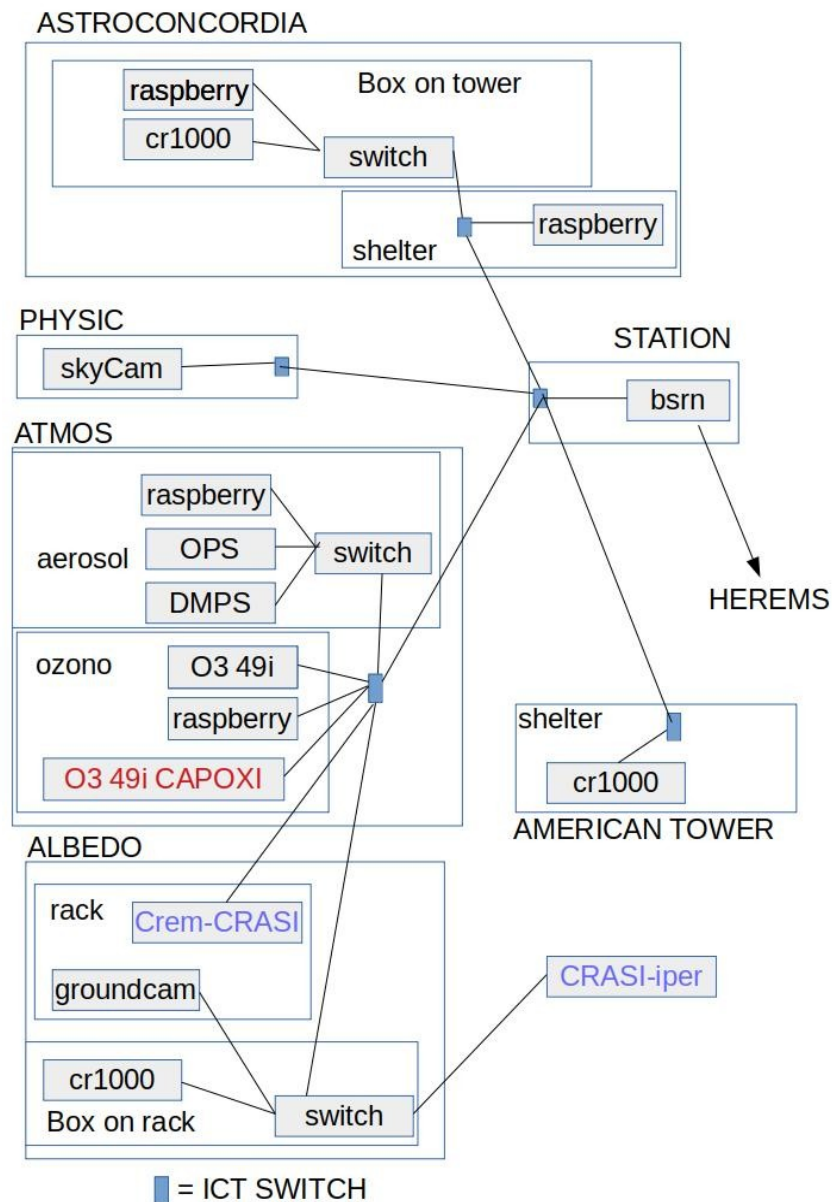 ASTROCONCORDIA
raspberry
Box on tower
cr1000
switch
raspberry
shelter
PHYSIC
skyCam
STATION
bsrn
HEREMS
ATMOS
raspberry
aerosol
OPS
switch
DMPS
ozono
O3 49i
raspberry
O3 49i CAPOXI
shelter
cr1000
AMERICAN TOWER
ALBEDO
rack
Crem-CRASI
groundcam
CRASI-iper
cr1000
Box on rack
switch
= ICT SWITCH